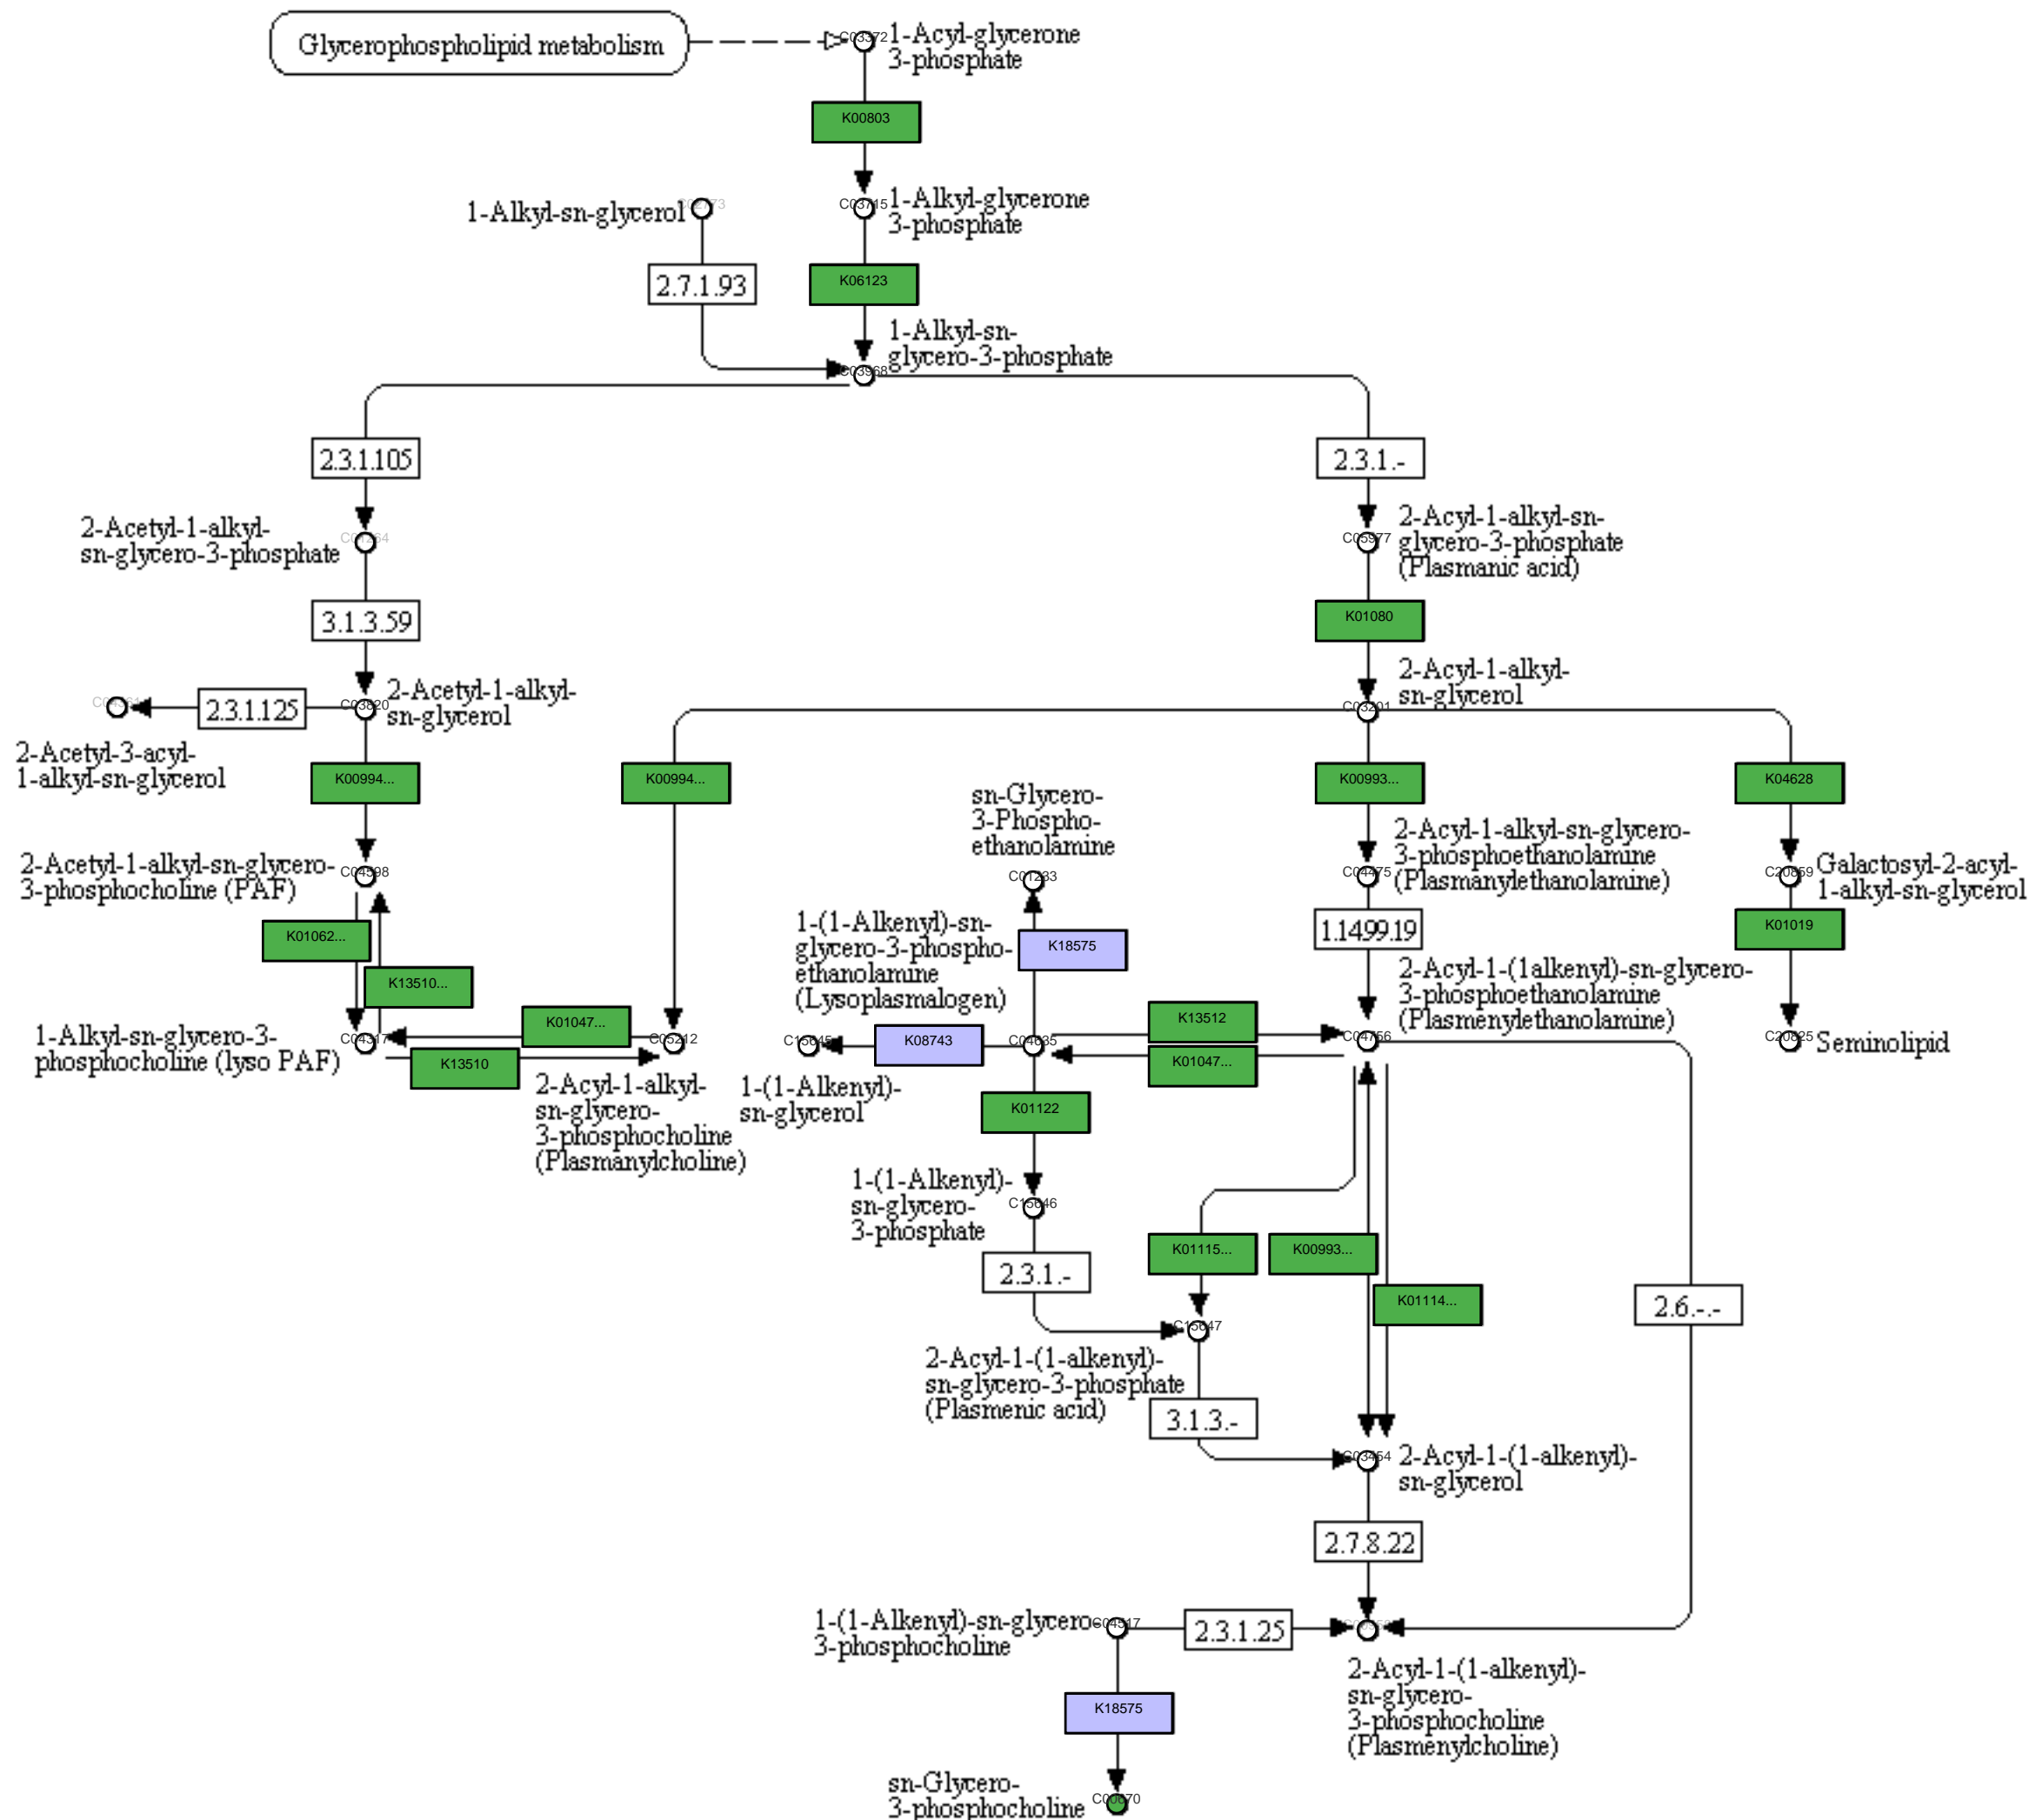 Glycerophospholipid metabolism
C03372
1-Acyl-glycerone
3-phosphate
K00803
1-Alkyl-sn-glycerol
C02773
C03715
1-Alkyl-glycerone
3-phosphate
2.7.1.93
K06123
1-Alkyl-sn-
glycero-3-phosphate
C03968
2.3.1.105
2.3.1.-
2-Acetyl-1-alkyl-
sn-glycero-3-phosphate
C01264
C05977
2-Acyl-1-alkyl-sn-
glycero-3-phosphate
(Plasmanic acid)
3.1.3.59
K01080
2-Acyl-1-alkyl-
sn-glycerol
C03201
2.3.1.125
C03820
2-Acetyl-1-alkyl-
sn-glycerol
2-Acetyl-3-acyl-
1-alkyl-sn-glycerol
K00994...
K00994...
K00993...
K04628
sn-Glycero-
3-Phospho-
ethanolamine
C01233
2-Acetyl-1-alkyl-sn-glycero-
3-phosphocholine (PAF)
C04598
2-Acyl-1-alkyl-sn-glycero-
3-phosphoethanolamine
(Plasmanylethanolamine)
C04475
C20859
Galactosyl-2-acyl-
1-alkyl-sn-glycerol
K01062...
K13510...
1-(1-Alkenyl)-sn-
glycero-3-phospho-
ethanolamine
(Lysoplasmalogen)
K18575
1.1499.19
K01019
2-Acyl-1-(1alkenyl)-sn-glycero-
3-phosphoethanolamine
(Plasmenylethanolamine)
K01047...
K13512
1-Alkyl-sn-glycero-3-
phosphocholine (lyso PAF)
C04317
C05212
C15645
K08743
C04635
C04756
C20825
Seminolipid
K13510
K01047...
2-Acyl-1-alkyl-
sn-glycero-
3-phosphocholine
(Plasmanylcholine)
1-(1-Alkenyl)-
sn-glycerol
K01122
1-(1-Alkenyl)-
sn-glycero-
3-phosphate
C15646
2.3.1.-
K01115...
K00993...
K01114...
2.6.-.-
C15647
2-Acyl-1-(1-alkenyl)-
sn-glycero-3-phosphate
(Plasmenic acid)
3.1.3.-
C03454
2-Acyl-1-(1-alkenyl)-
sn-glycerol
2.7.8.22
1-(1-Alkenyl)-sn-glycero-
3-phosphocholine
C04517
2.3.1.25
2-Acyl-1-(1-alkenyl)-
sn-glycero-
3-phosphocholine
(Plasmenylcholine)
K18575
sn-Glycero-
3-phosphocholine
C00670